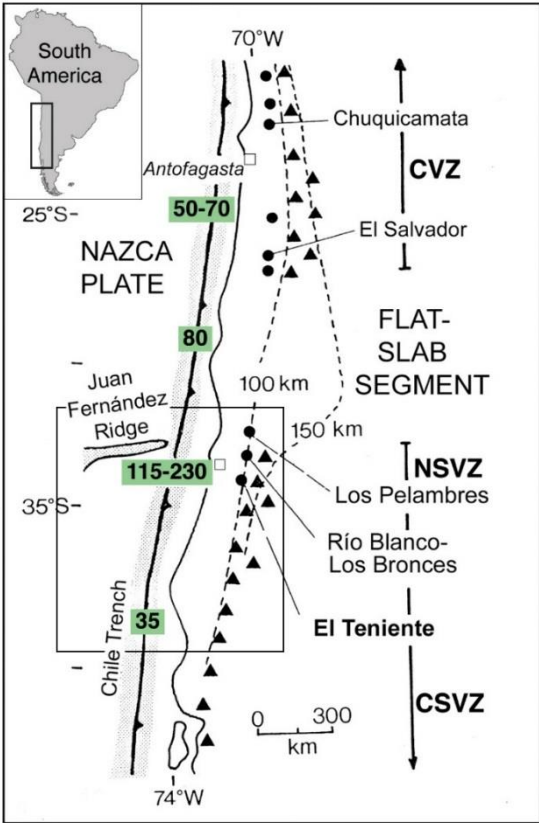 South
America
70°W
Chuquicamata
CVZ
Antofagasta
25°S
50-70
El Salvador
NAZCA
PLATE
FLAT-
SLAB
SEGMENT
80
Juan
Fernández
Ridge
100 km
150 km
NSVZ
115-230
Los Pelambres
35°S
Río Blanco-
Los Bronces
35
El Teniente
Chile Trench
CSVZ
0 300
km
74°W